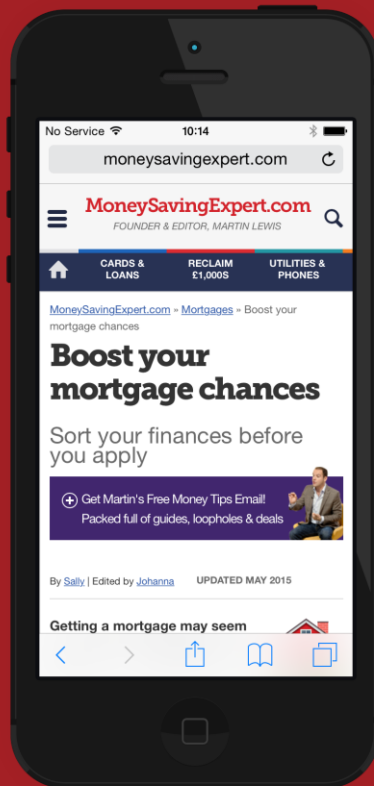 No Service 10:14
moneysavingexpert.com
MoneySavingExpert.com
FOUNDER & EDITOR, MARTIN LEWIS
CARDS & LOANS
RECLAIM £1,000S
UTILITIES & PHONES
MoneySavingExpert.com » Mortgages » Boost your
mortgage chances
Boost your
mortgage chances
Sort your finances before
you apply
Get Martin's Free Money Tips Email!
Packed full of guides, loopholes & deals
By Sally | Edited by Johanna UPDATED MAY 2015
Getting a mortgage may seem